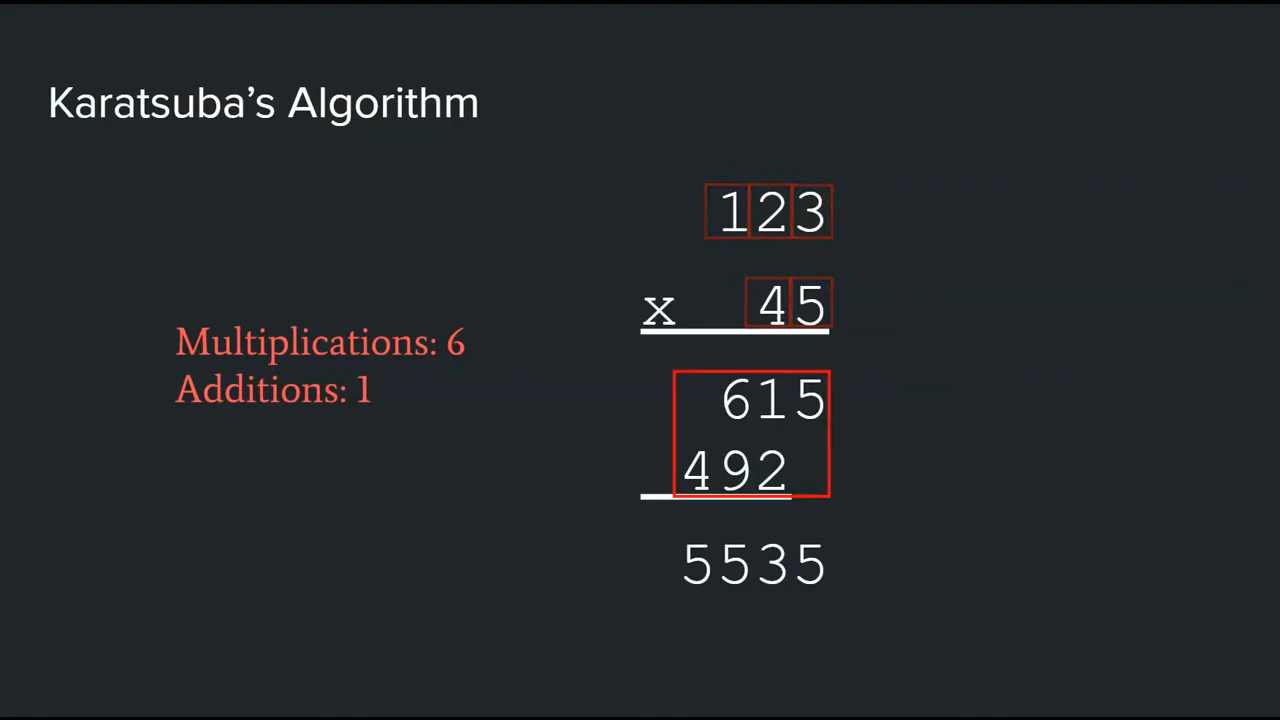 Karatsuba’s Algorithm
123
x 45
Multiplications: 6
Additions: 1
615
492
5535